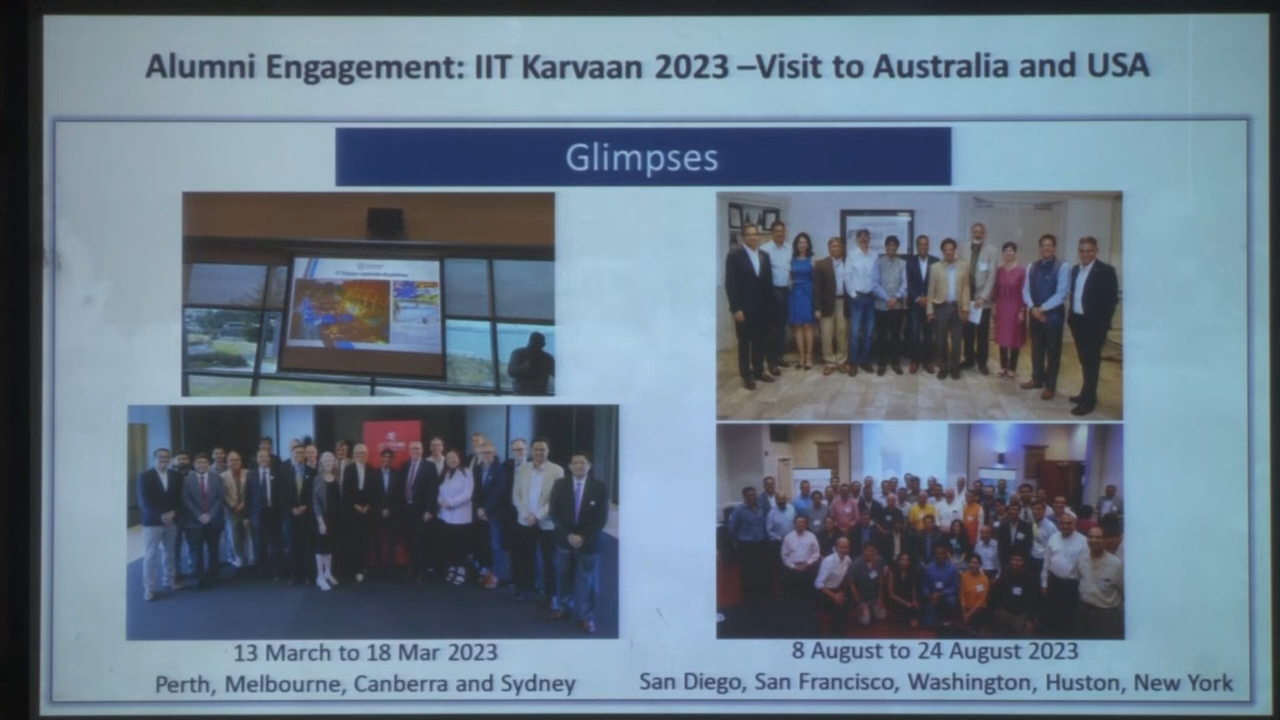 Alumni Engagement: IIT Karvaan 2023 –Visit to Australia and USA
Glimpses
13 March to 18 Mar 2023
Perth, Melbourne, Canberra and Sydney
8 August to 24 August 2023
San Diego, San Francisco, Washington, Huston, New York